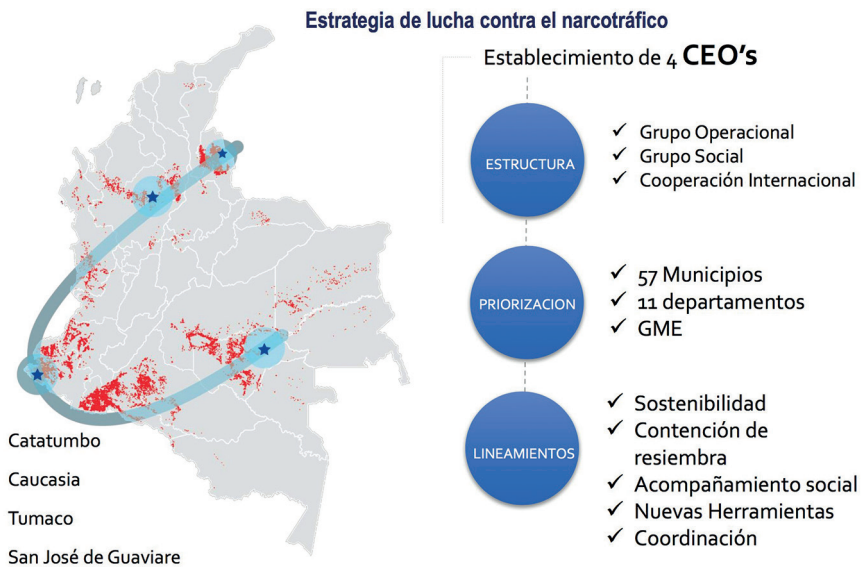 Estrategia de lucha contra el narcotráfico
Establecimiento de 4 CEO's
ESTRUCTURA
✓ Grupo Operacional
✓ Grupo Social
✓ Cooperación Internacional
PRIORIZACION
✓ 57 Municipios
✓ 11 departamentos
✓ GME
LINEAMIENTOS
✓ Sostenibilidad
✓ Contención de
resiembra
✓ Acompañamiento social
✓ Nuevas Herramientas
✓ Coordinación
Catatumbo
Caucasia
Tumaco
San José de Guaviare